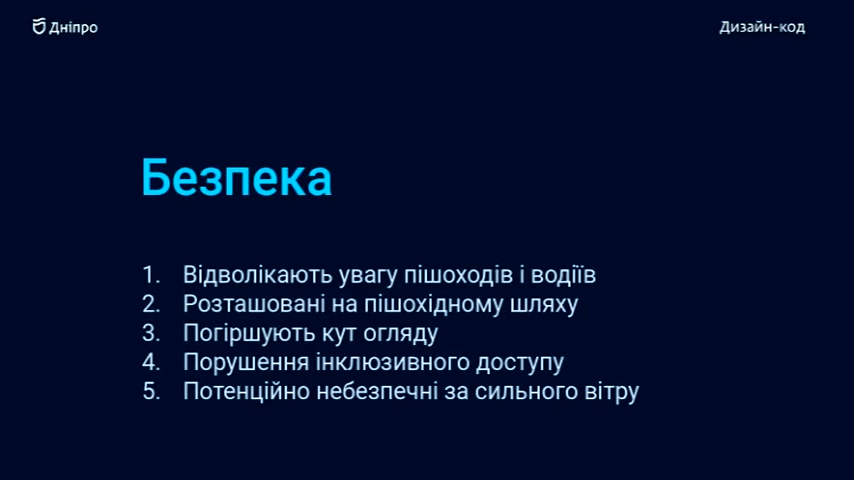 Дніпро
Дизайн-код
Безпека
1. Відволікають увагу пішоходів і водіїв
2. Розташовані на пішохідному шляху
3. Погіршують кут огляду
4. Порушення інклюзивного доступу
5. Потенційно небезпечні за сильного вітру